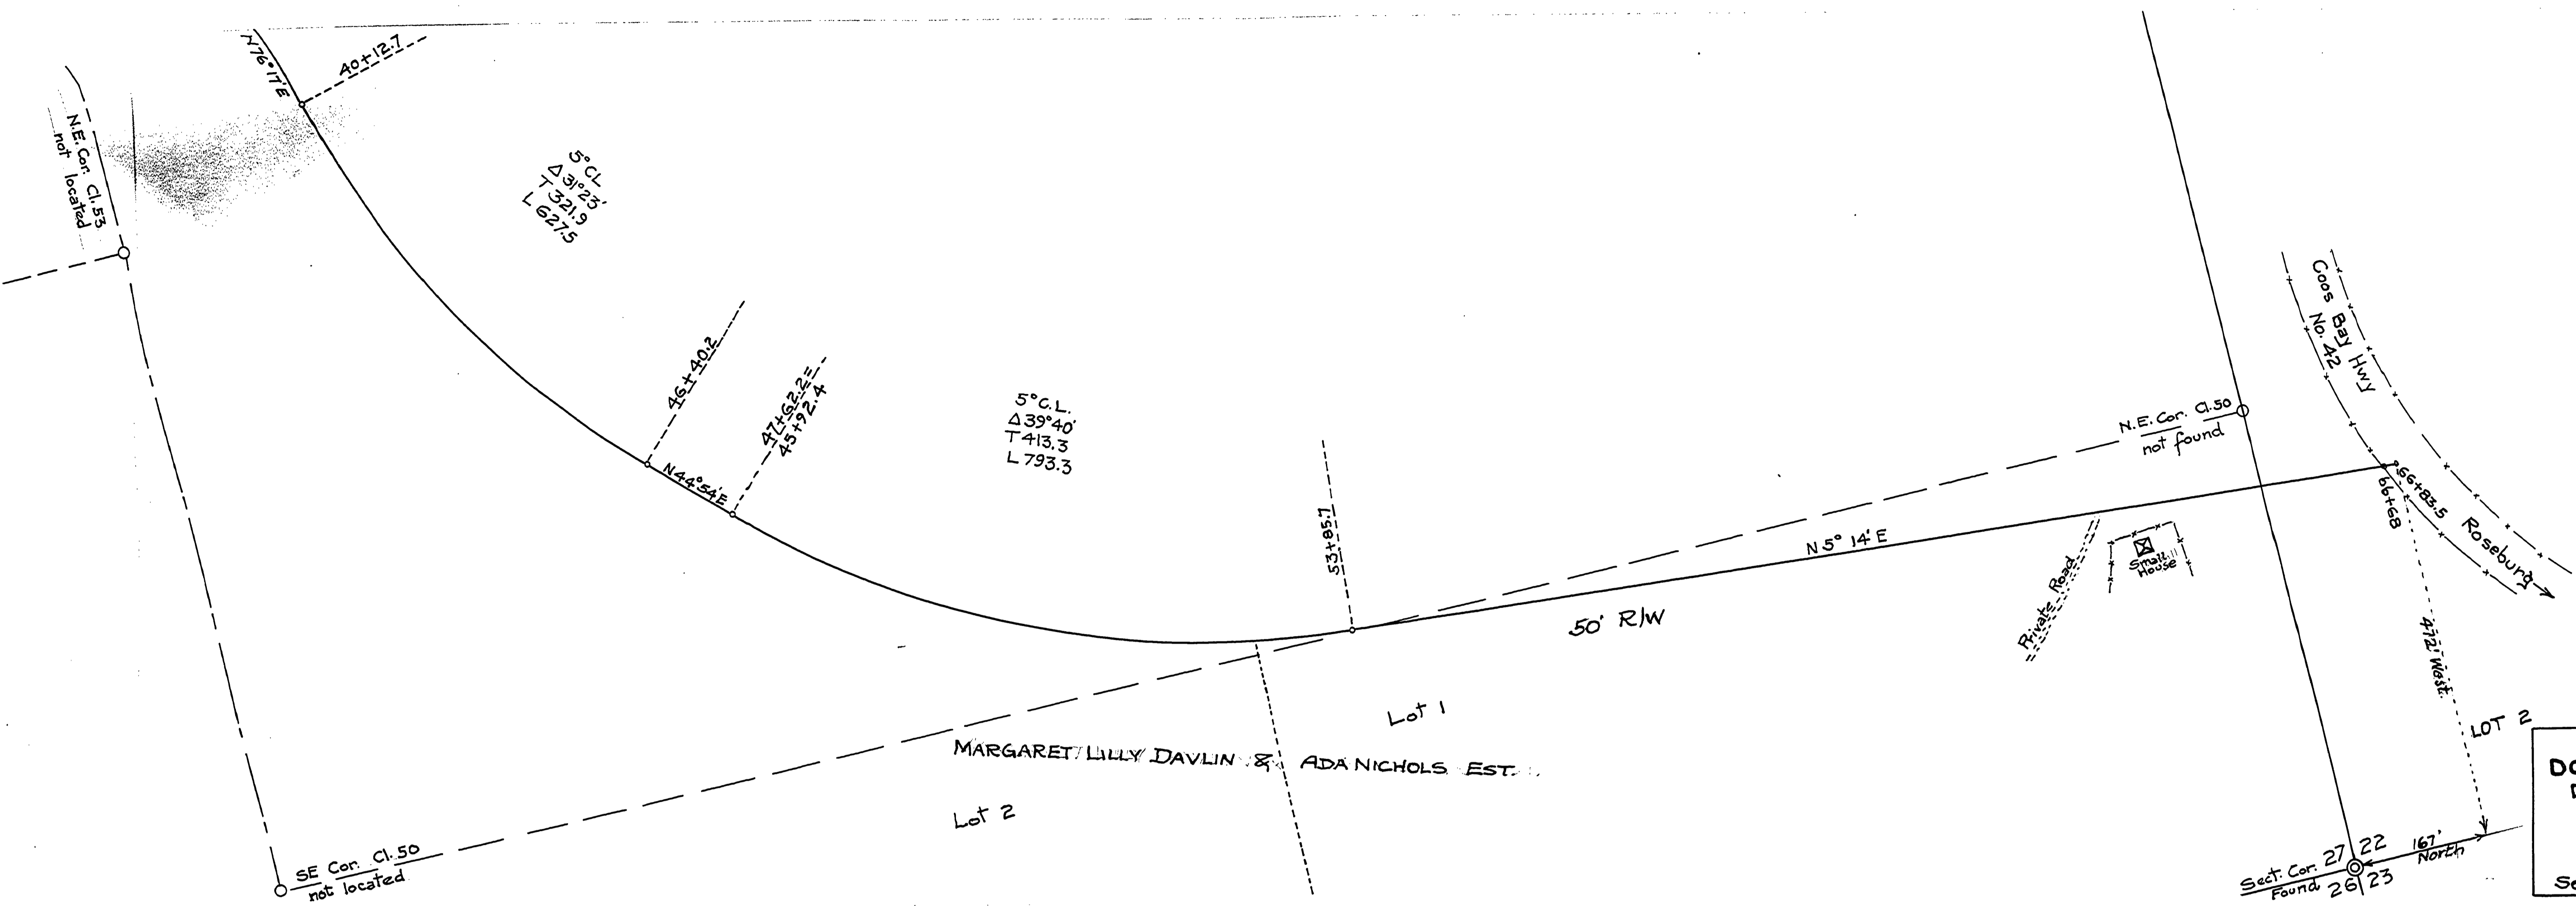 N76°17'E
40+12.7
N.E. Cor. Cl. 53
not located
5° CL
Δ 31°23'
T 321.9
L 627.5
46+40.2
47+62.2=
45+92.4
N44°54'E
5° C.L.
Δ 39°40'
T 413.3
L 793.3
53+85.7
N 5° 14' E
50' R/W
N.E. Cor. Cl. 50
not found
Coos Bay Hwy
No. 42
Roseburg
66+83.5
66+68
Private Road
Small
House
472' West.
Lot 1
MARGARET LILLY DAVLIN & ADA NICHOLS EST.
Lot 2
LOT 2
SE Cor. Cl. 50
not located
Sect. Cor.
Found
27 22
26 23
167'
North